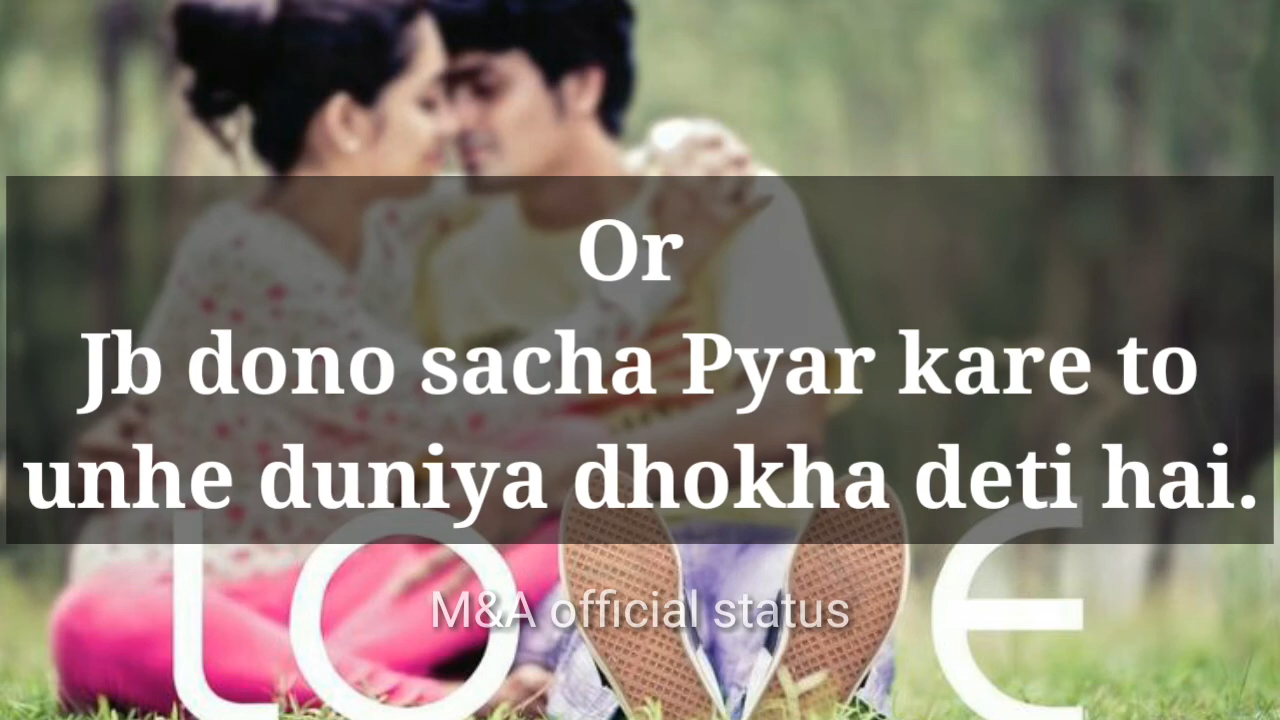 Or
Jb dono sacha Pyar kare to
unhe duniya dhokha deti hai.
M&A official status
LOVE